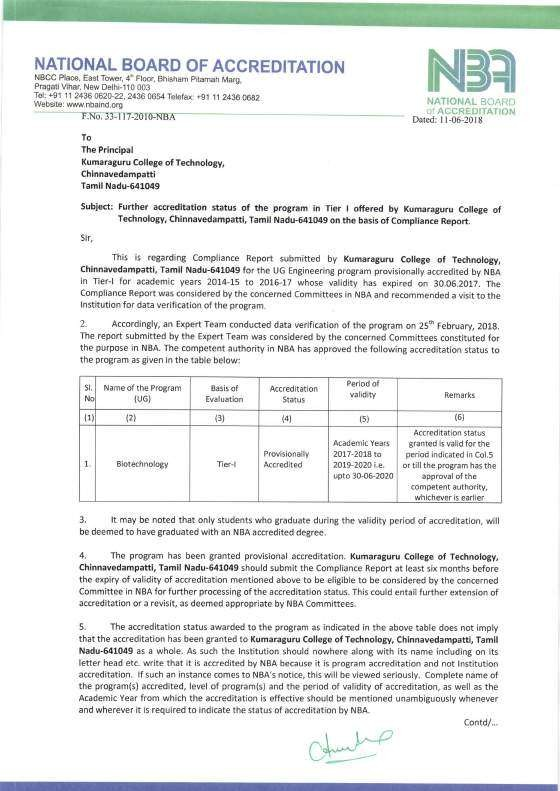 NATIONAL BOARD OF ACCREDITATION
NBCC Place, East Tower, 4th Floor, Bhisham Pitamah Marg,
Pragati Vihar, New Delhi-110 003
Tel: +91 11 2436 0620-22, 2436 0654 Telefax: +91 11 2436 0682
Website: www.nbaind.org
NBA
NATIONAL BOARD
of ACCREDITATION
F.No. 33-117-2010-NBA
Dated: 11-06-2018
To
The Principal
Kumaraguru College of Technology,
Chinnavedampatti
Tamil Nadu-641049
Subject: Further accreditation status of the program in Tier I offered by Kumaraguru College of
Technology, Chinnavedampatti, Tamil Nadu-641049 on the basis of Compliance Report.
Sir,
This is regarding Compliance Report submitted by Kumaraguru College of Technology,
Chinnavedampatti, Tamil Nadu-641049 for the UG Engineering program provisionally accredited by NBA
in Tier-I for academic years 2014-15 to 2016-17 whose validity has expired on 30.06.2017. The
Compliance Report was considered by the concerned Committees in NBA and recommended a visit to the
Institution for data verification of the program.
2. Accordingly, an Expert Team conducted data verification of the program on 25th February, 2018.
The report submitted by the Expert Team was considered by the concerned Committees constituted for
the purpose in NBA. The competent authority in NBA has approved the following accreditation status to
the program as given in the table below:
Sl. No
Name of the Program (UG)
Basis of Evaluation
Accreditation Status
Period of validity
Remarks
(1) (2) (3) (4) (5) (6)
1.
Biotechnology
Tier-I
Provisionally
Accredited
Academic Years
2017-2018 to
2019-2020 i.e.
upto 30-06-2020
Accreditation status
granted is valid for the
period indicated in Col.5
or till the program has the
approval of the
competent authority,
whichever is earlier
3. It may be noted that only students who graduate during the validity period of accreditation, will
be deemed to have graduated with an NBA accredited degree.
4. The program has been granted provisional accreditation. Kumaraguru College of Technology,
Chinnavedampatti, Tamil Nadu-641049 should submit the Compliance Report at least six months before
the expiry of validity of accreditation mentioned above to be eligible to be considered by the concerned
Committee in NBA for further processing of the accreditation status. This could entail further extension of
accreditation or a revisit, as deemed appropriate by NBA Committees.
5. The accreditation status awarded to the program as indicated in the above table does not imply
that the accreditation has been granted to Kumaraguru College of Technology, Chinnavedampatti, Tamil
Nadu-641049 as a whole. As such the Institution should nowhere along with its name including on its
letter head etc. write that it is accredited by NBA because it is program accreditation and not Institution
accreditation. If such an instance comes to NBA's notice, this will be viewed seriously. Complete name of
the program(s) accredited, level of program(s) and the period of validity of accreditation, as well as the
Academic Year from which the accreditation is effective should be mentioned unambiguously whenever
and wherever it is required to indicate the status of accreditation by NBA.
Contd/...